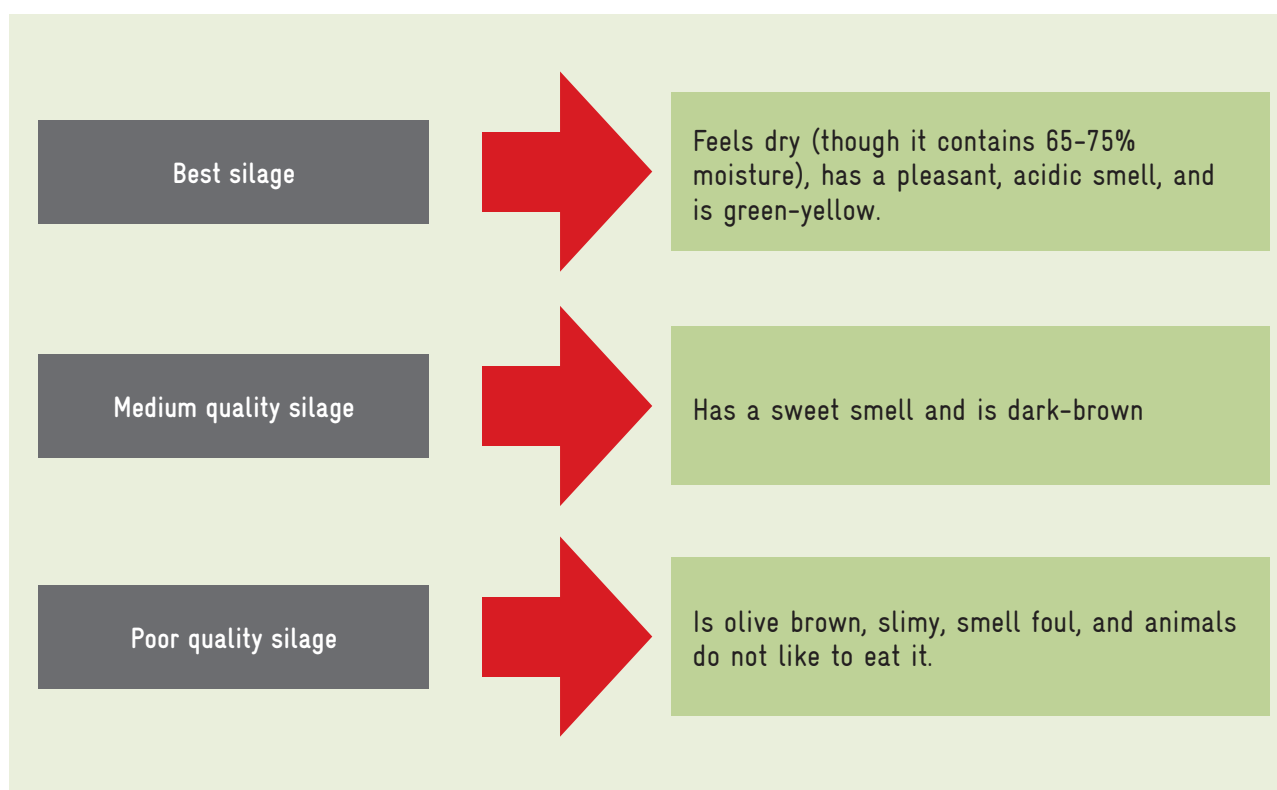 Best silage
Feels dry (though it contains 65-75%
moisture), has a pleasant, acidic smell, and
is green-yellow.
Medium quality silage
Has a sweet smell and is dark-brown
Poor quality silage
Is olive brown, slimy, smell foul, and animals
do not like to eat it.